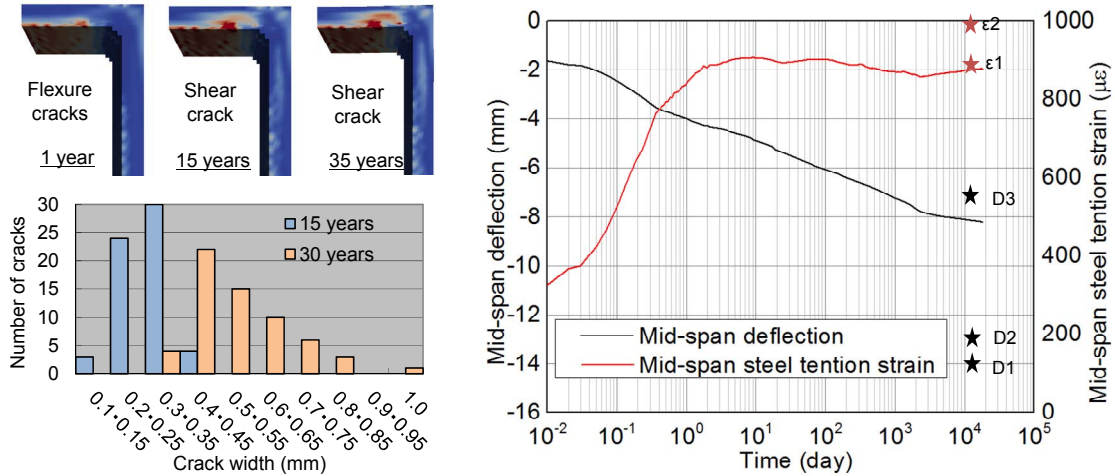 Flexure
cracks
1 year
Shear
crack
15 years
Shear
crack
35 years
Number of cracks
30
25
20
15
10
5
0
15 years
30 years
0.1･0.15
0.2･0.25
0.3･0.35
0.4･0.45
0.5･0.55
0.6･0.65
0.7･0.75
0.8･0.85
0.9･0.95
1.0
Crack width (mm)
Mid-span deflection (mm)
0
-2
-4
-6
-8
-10
-12
-14
-16
Mid-span deflection
Mid-span steel tention strain
ε2
ε1
D3
D2
D1
1000
800
600
400
200
0
Mid-span steel tention strain (με)
10-2
10-1
100
101
102
103
104
105
Time (day)